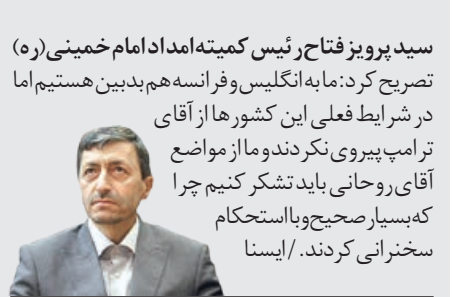 سید پرویز فتاح رئیس کمیته امداد امام خمینی(ره)
تصریح کرد: ما به انگلیس و فرانسه هم بدبین هستیم اما
در شرایط فعلی این کشورها از آقای
ترامپ پیروی نکردند و ما از مواضع
آقای روحانی باید تشکر کنیم چرا
که بسیار صحیح و با استحکام
سخنرانی کردند. /ایسنا